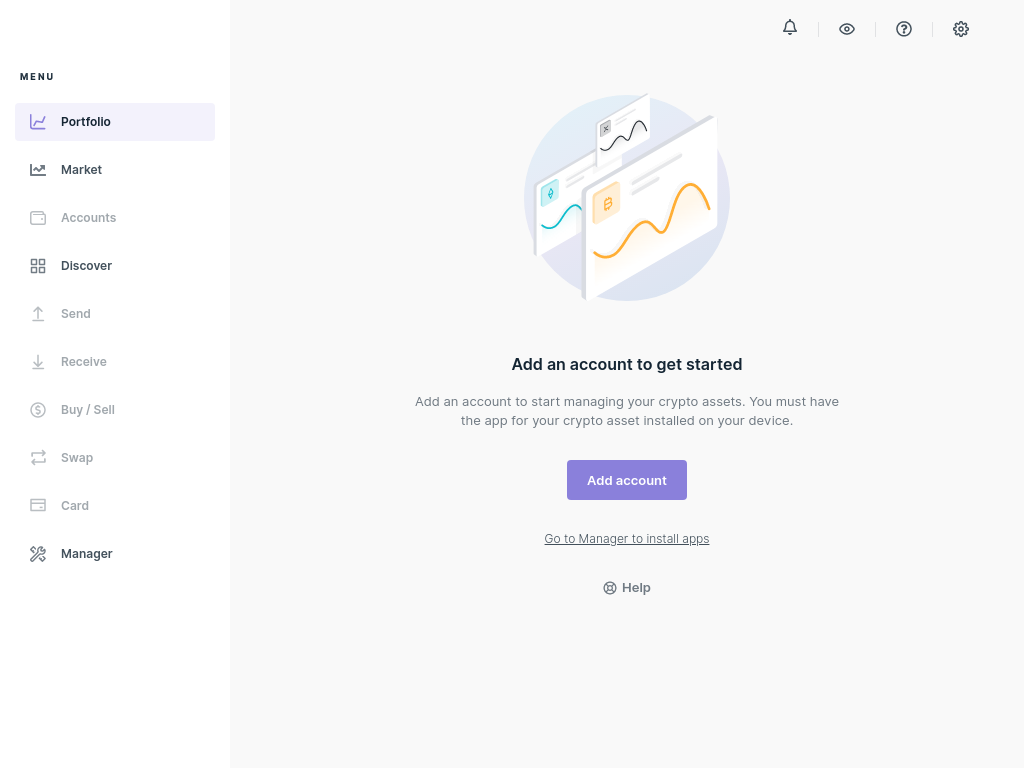 MENU
Portfolio
Market
Accounts
Discover
Send
Receive
Buy / Sell
Swap
Card
Manager
Add an account to get started
Add an account to start managing your crypto assets. You must have
the app for your crypto asset installed on your device.
Add account
Go to Manager to install apps
Help